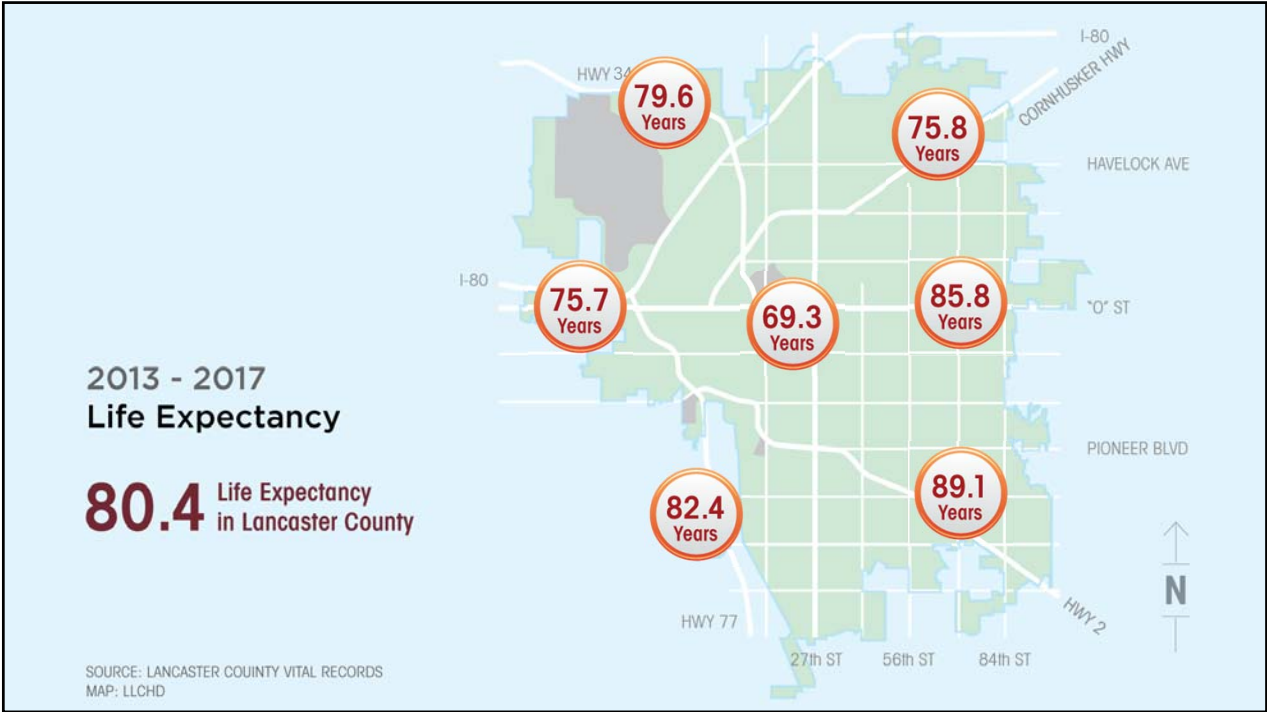 I-80
CORNHUSKER HWY
HWY 34
79.6
Years
75.8
Years
HAVELOCK AVE
I-80
75.7
Years
69.3
Years
85.8
Years
"O" ST
2013 - 2017
Life Expectancy
80.4 Life Expectancy
in Lancaster County
PIONEER BLVD
82.4
Years
89.1
Years
N
HWY 77
HWY 2
27th ST
56th ST
84th ST
SOURCE: LANCASTER COUNTY VITAL RECORDS
MAP: LLCHD